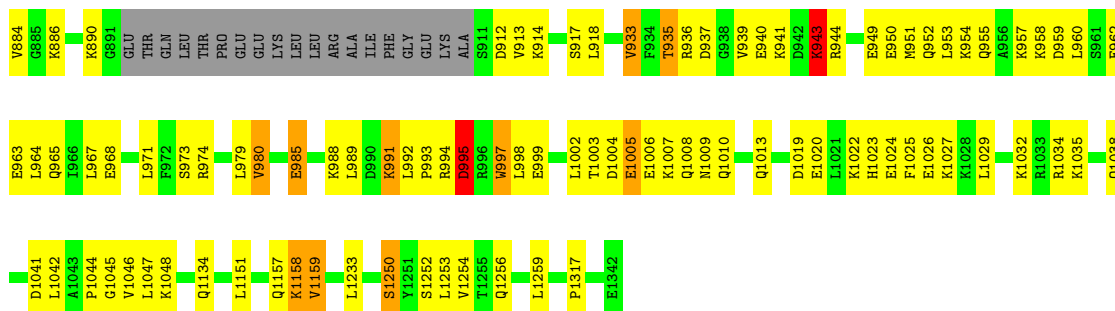 V884 G885 K886 K890 G891 GLU THR GLN LEU THR PRO GLU GLU LYS LEU LEU ARG ALA ILE PHE GLY GLU LYS ALA S911 D912 V913 K914 S917 L918 V933 F934 T935 R936 D937 G938 V939 E940 K941 D942 K943 R944 E949 E950 M951 Q952 L953 K954 Q955 A956 K957 K958 D959 L960 S961
E963 L964 Q965 I966 L967 E968 L971 F972 S973 R974 L979 V980 E985 K988 L989 D990 K991 L992 P993 R994 D995 R996 W997 L998 E999 L1002 T1003 D1004 E1005 E1006 K1007 Q1008 N1009 Q1010 Q1013 D1019 E1020 L1021 K1022 H1023 E1024 F1025 E1026 K1027 K1028 L1029 K1032 R1033 R1034 K1035
D1041 L1042 A1043 P1044 G1045 V1046 L1047 K1048 Q1134 L1151 Q1157 K1158 V1159 L1233 S1250 Y1251 S1252 L1253 V1254 T1255 Q1256 L1259 P1317 E1342